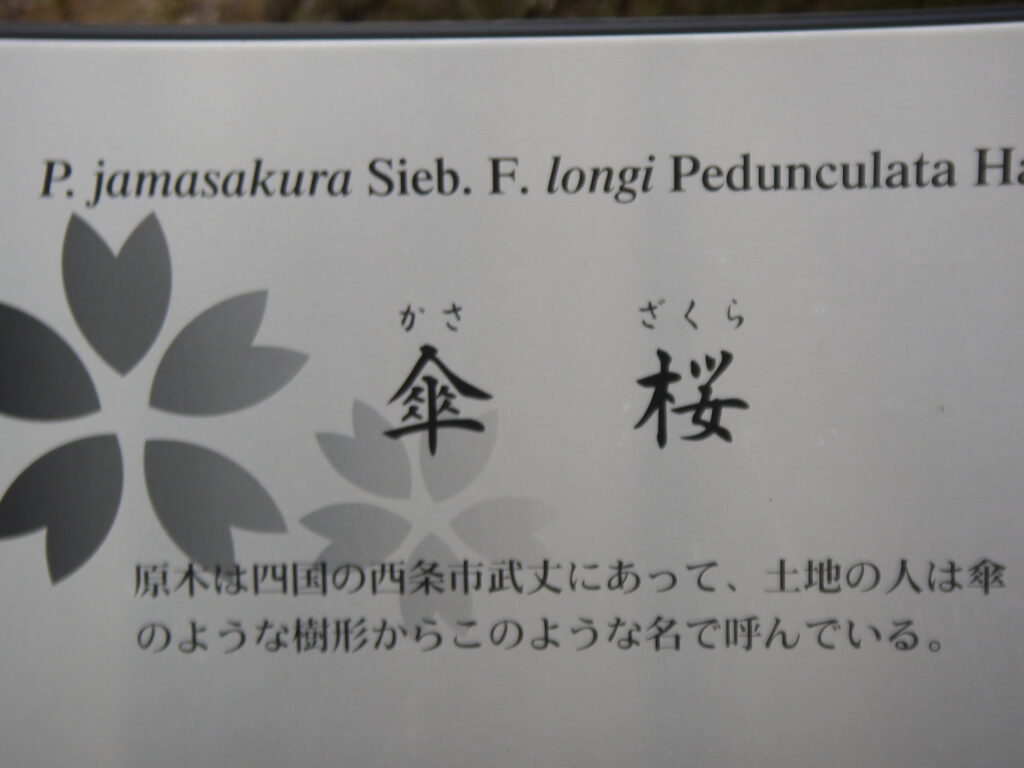 P. jamasakura Sieb. F. longi Pedunculata Ha
かさ ざくら
傘 桜
原木は四国の西条市武丈にあって、土地の人は傘
のような樹形からこのような名で呼んでいる。